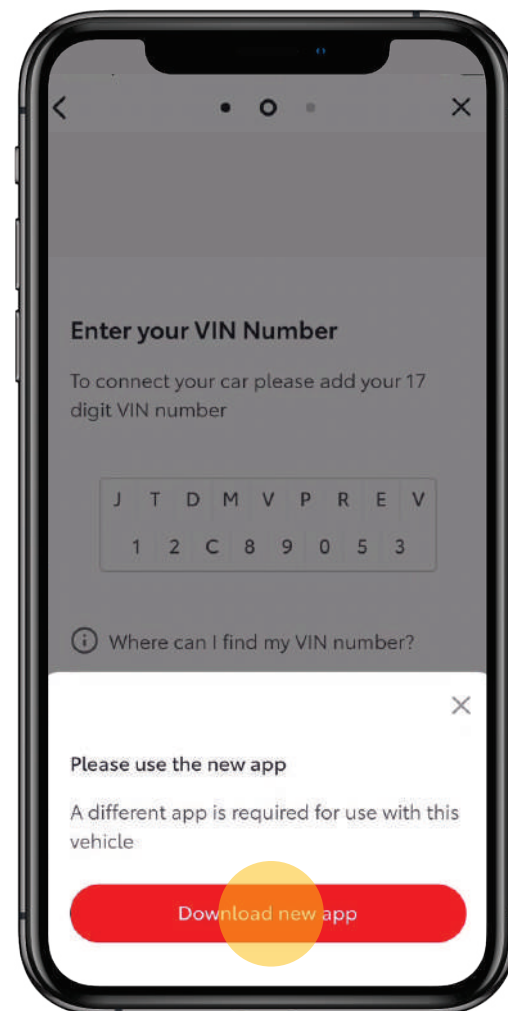 Enter your VIN Number
To connect your car please add your 17
digit VIN number
J T D M V P R E V
1 2 C 8 9 0 5 3
Where can I find my VIN number?
Please use the new app
A different app is required for use with this
vehicle
Download new app